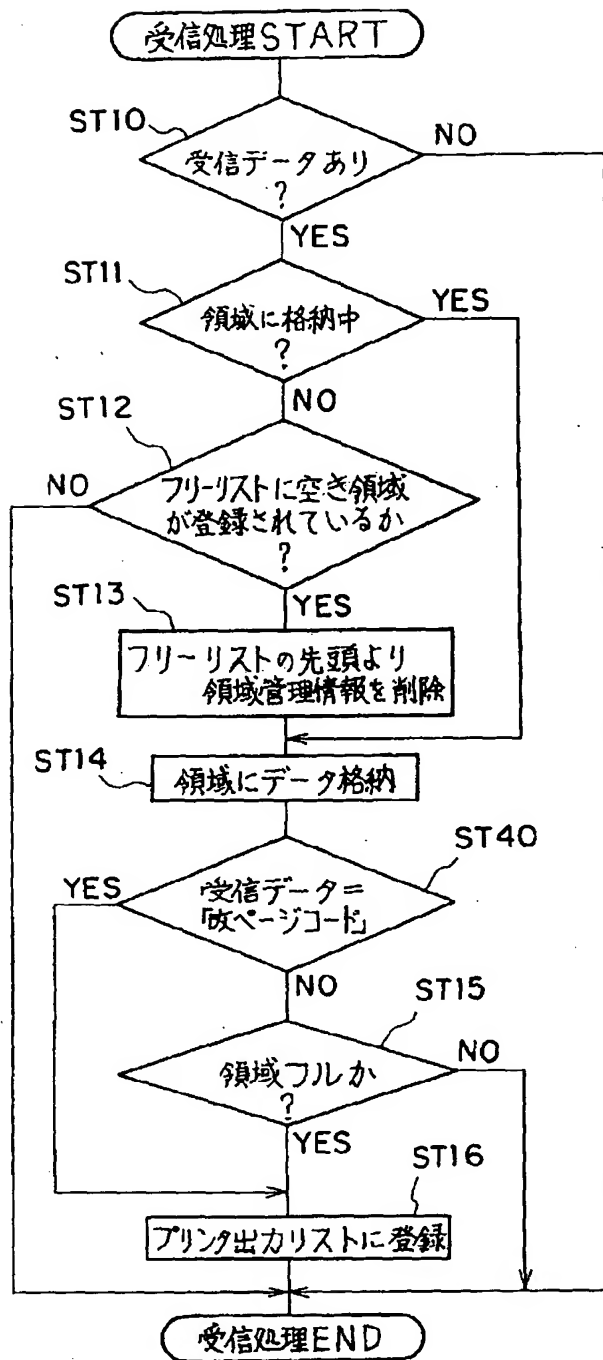 受信処理START
ST10
NO
受信データあり
?
YES
ST11
YES
領域に格納中
?
NO
ST12
NO
フリーリストに空き領域
が登録されているか
?
YES
ST13
フリーリストの先頭より
領域管理情報を削除
ST14
領域にデータ格納
ST40
YES
受信データ=
「改ページコード」
NO
ST15
NO
領域フルか
?
YES
ST16
プリンタ出力リストに登録
受信処理END